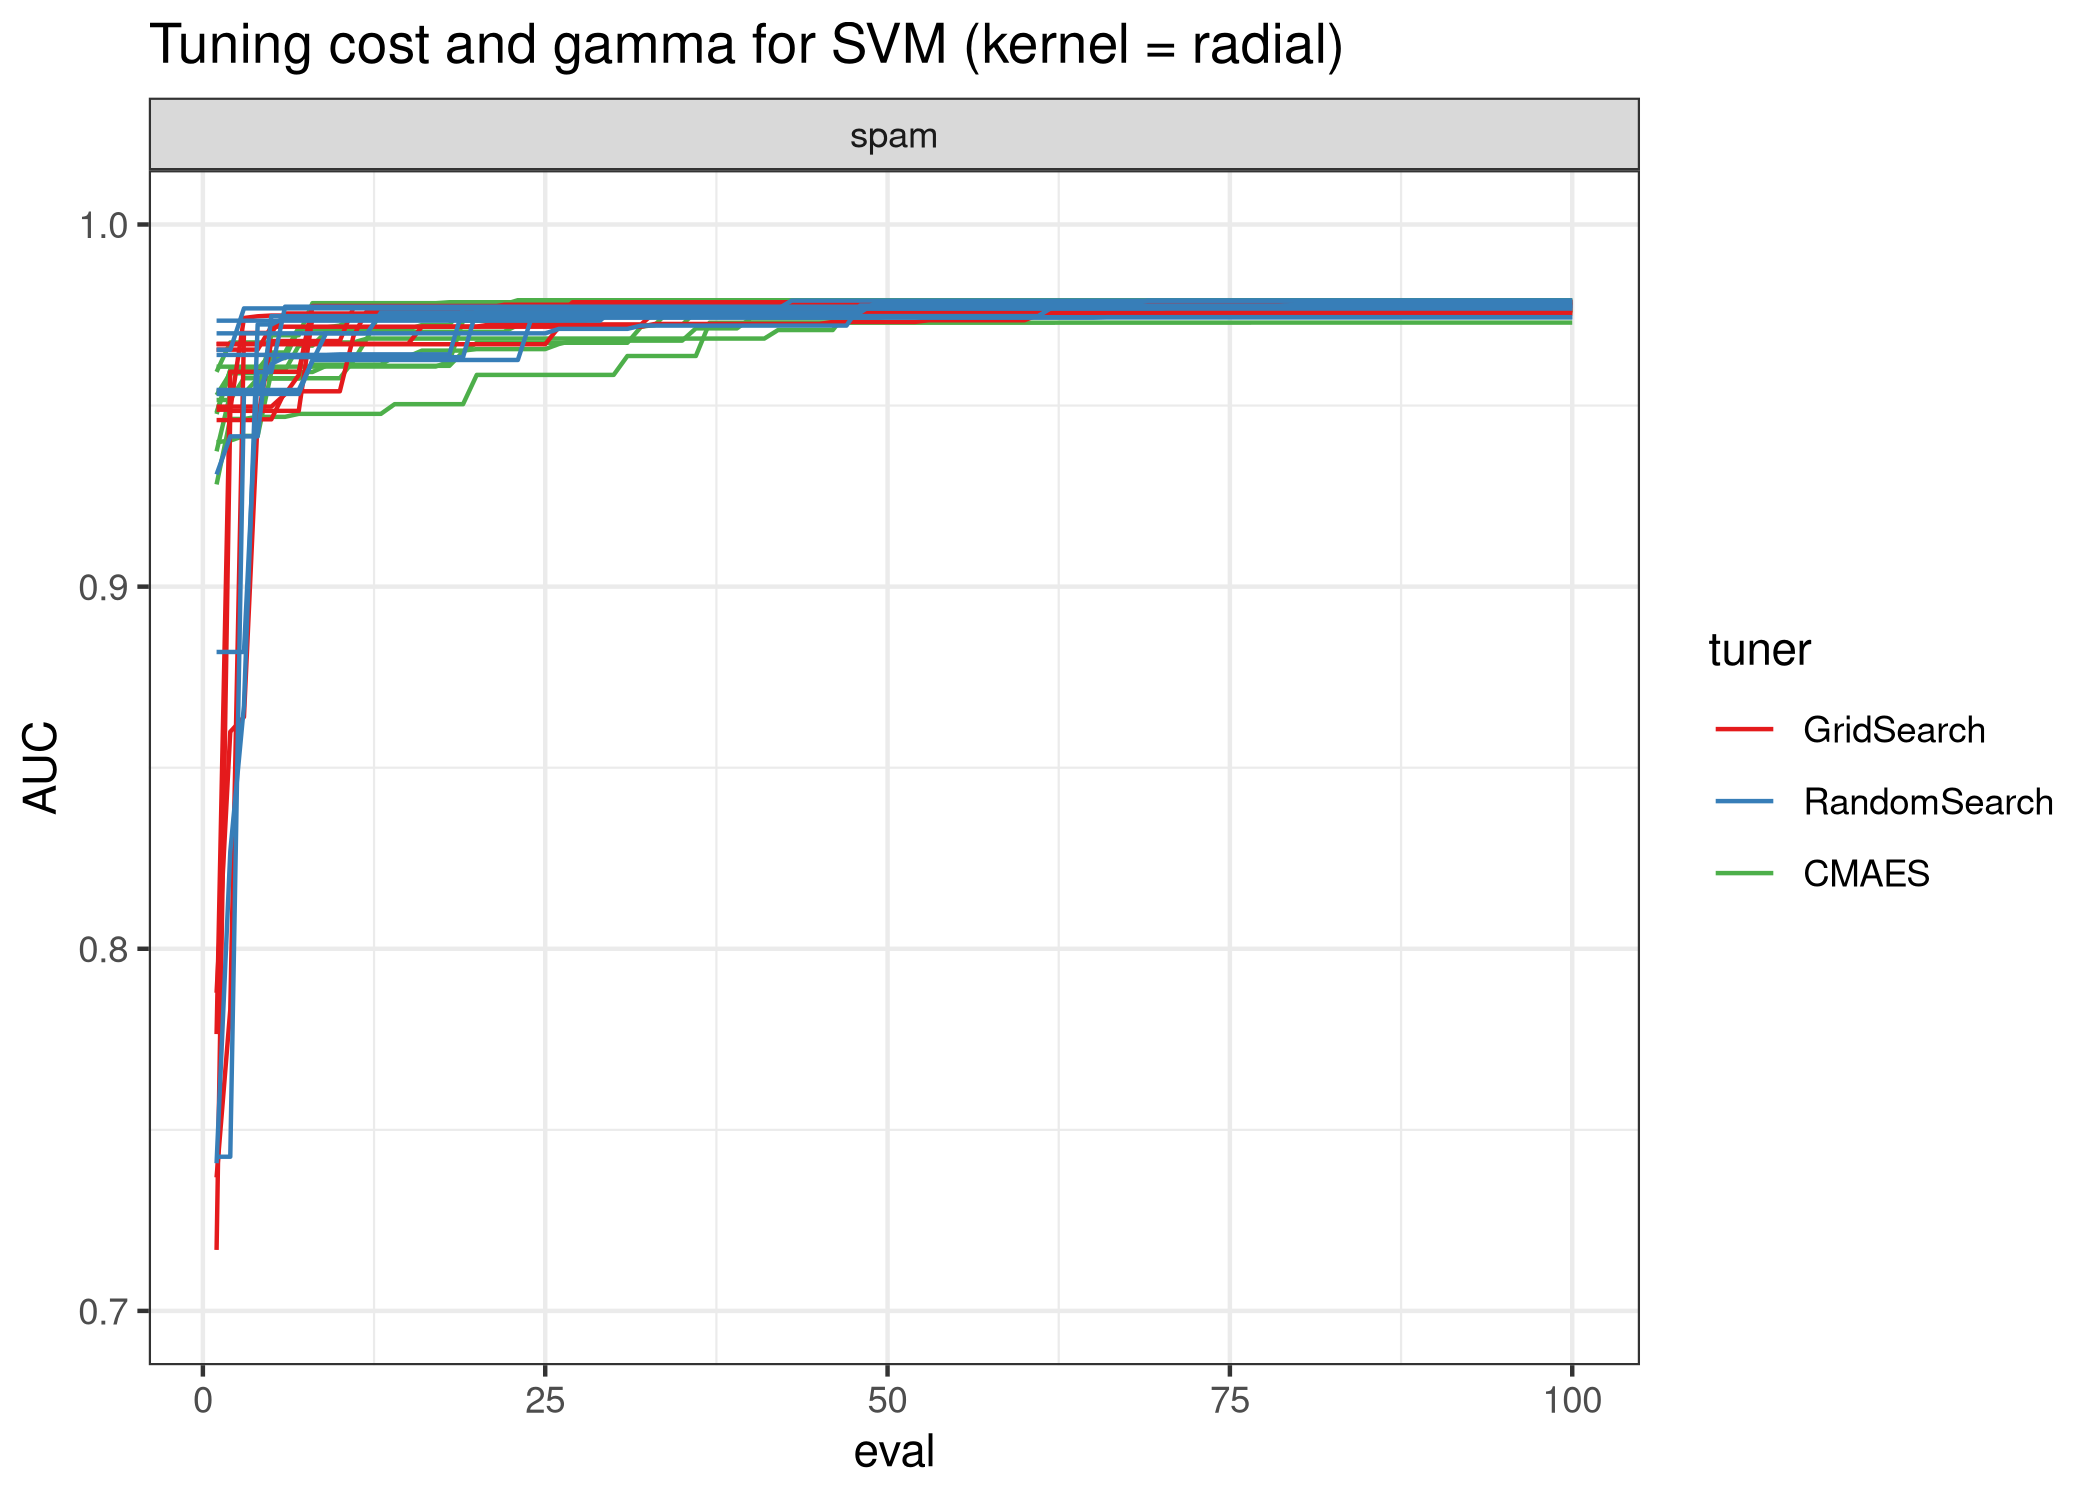 Tuning cost and gamma for SVM (kernel = radial)
spam
1.0
0.9
0.8
0.7
AUC
0 25 50 75 100
eval
tuner
GridSearch
RandomSearch
CMAES